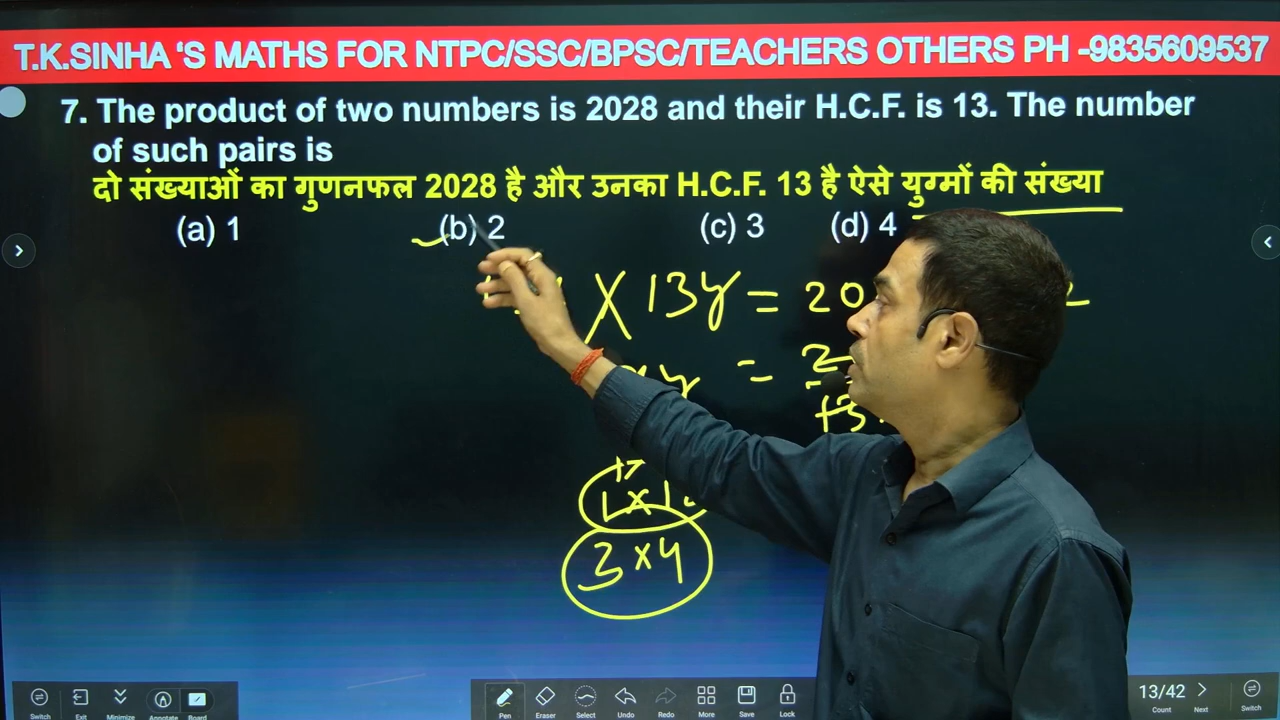 T.K.SINHA ‘S MATHS FOR NTPC/SSC/BPSC/TEACHERS OTHERS PH -9835609537
7. The product of two numbers is 2028 and their H.C.F. is 13. The number
of such pairs is
दो संख्याओं का गुणनफल 2028 है और उनका H.C.F. 13 है ऐसे युग्मों की संख्या
(a) 1 (b) 2 (c) 3 (d) 4
X 13y = 20
=
13
1 x 1
3 x 4
Switch Exit Minimize Annotate Board Pen Eraser Select Undo Redo More Save Lock 13/42 Count Next Switch